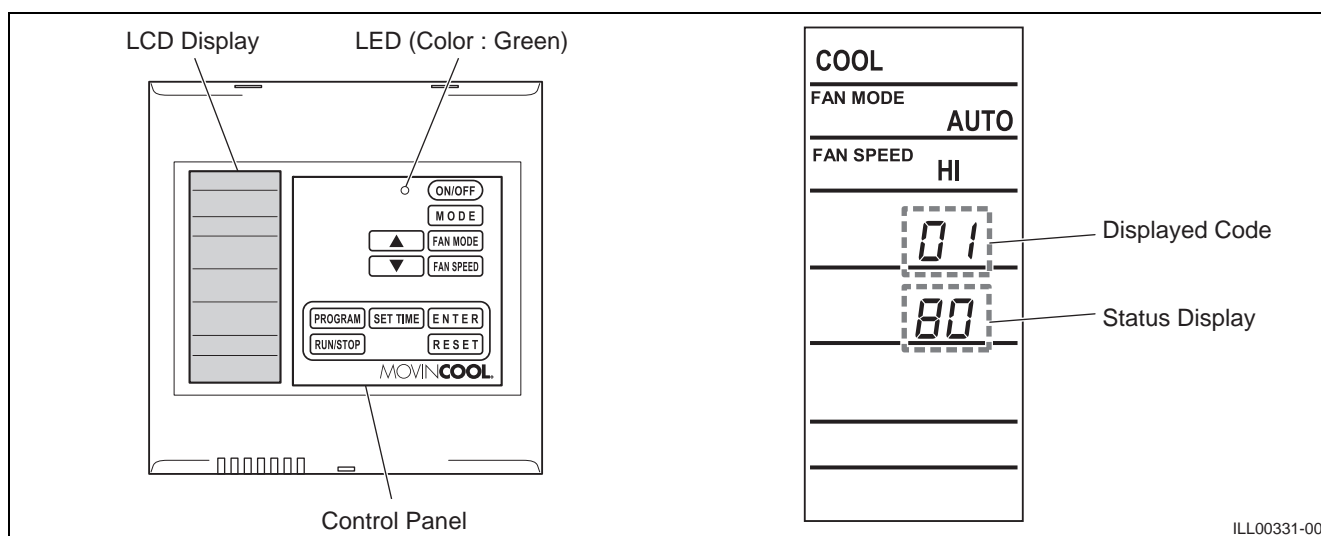 LCD Display
LED (Color : Green)
ON/OFF
MODE
▲ FAN MODE
▼ FAN SPEED
PROGRAM SET TIME ENTER
RUN/STOP RESET
MOVINCOOL®
Control Panel
COOL
FAN MODE
AUTO
FAN SPEED
HI
01
Displayed Code
80
Status Display
ILL00331-00